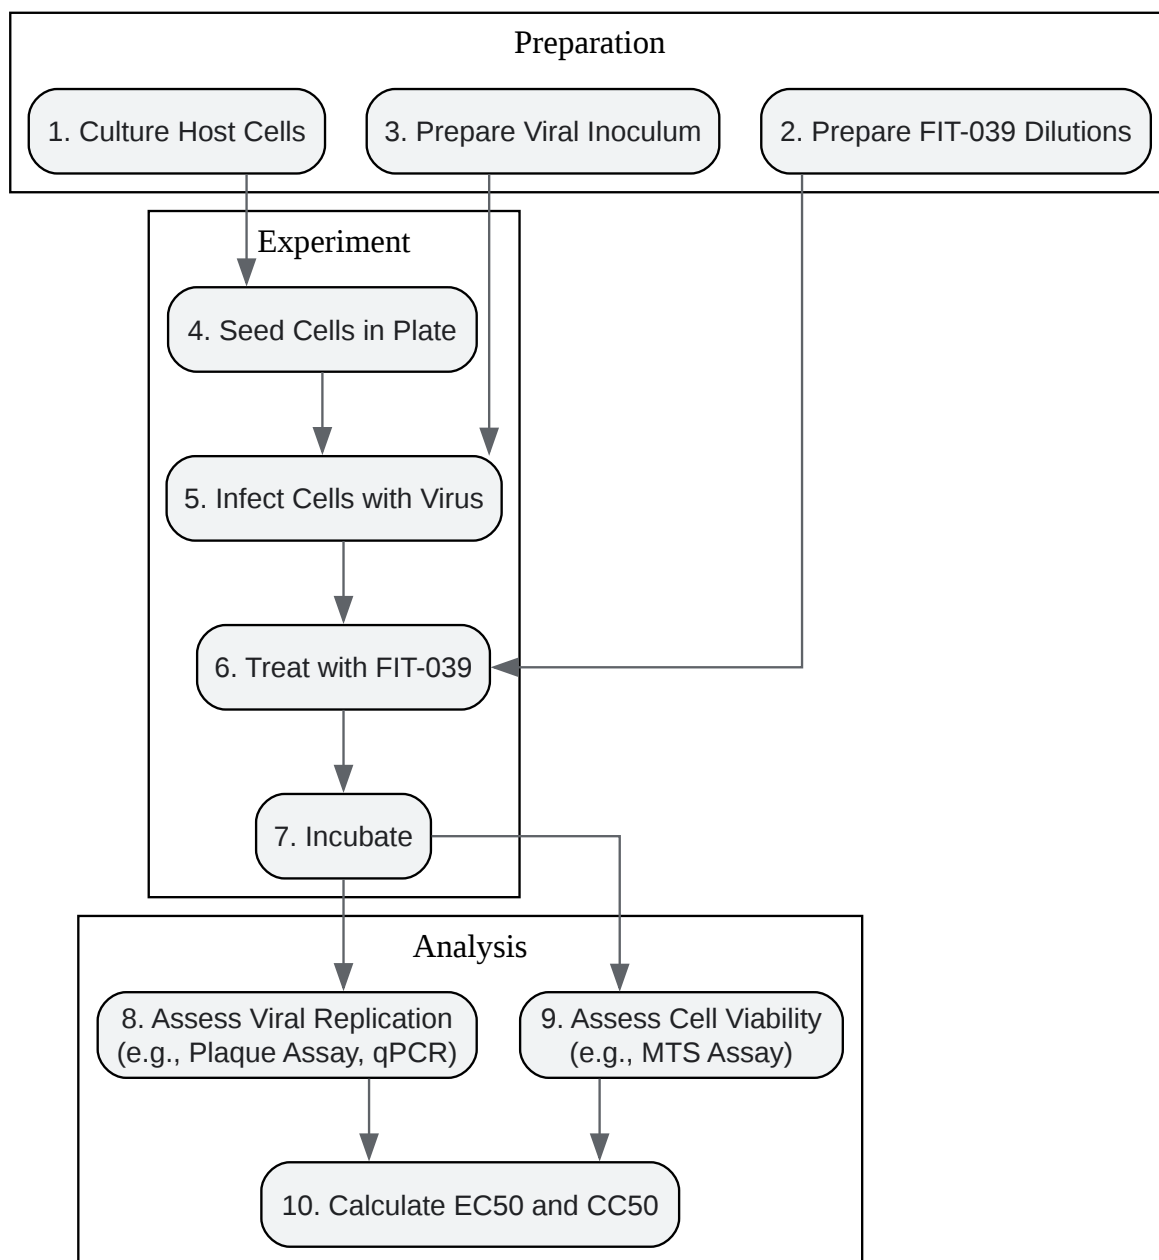 Preparation
1. Culture Host Cells
3. Prepare Viral Inoculum
2. Prepare FIT-039 Dilutions
Experiment
4. Seed Cells in Plate
5. Infect Cells with Virus
6. Treat with FIT-039
7. Incubate
Analysis
8. Assess Viral Replication
(e.g., Plaque Assay, qPCR)
9. Assess Cell Viability
(e.g., MTS Assay)
10. Calculate EC50 and CC50